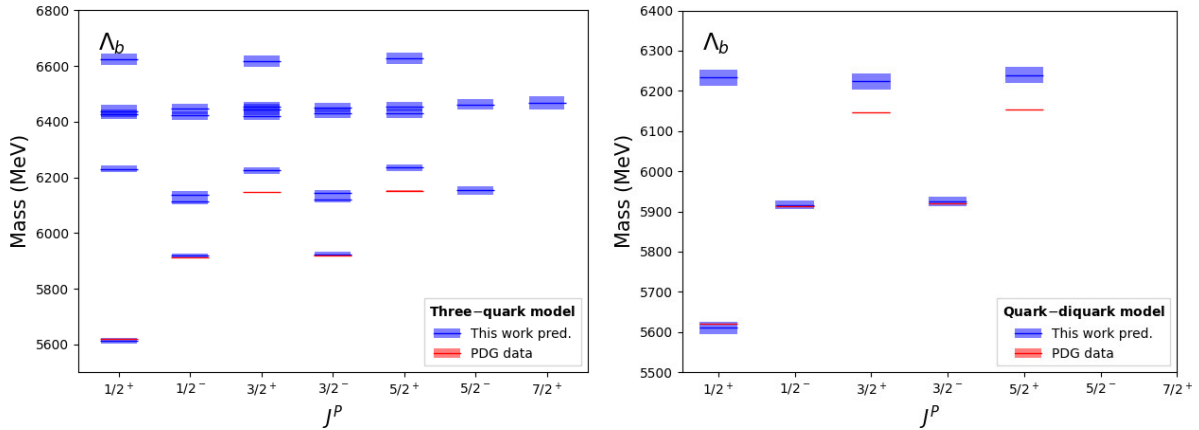 6800
6600
6400
6200
6000
5800
5600
Mass (MeV)
Λb
Three−quark model
This work pred.
PDG data
1/2⁺ 1/2⁻ 3/2⁺ 3/2⁻ 5/2⁺ 5/2⁻ 7/2⁺
Jᴾ
6400
6300
6200
6100
6000
5900
5800
5700
5600
5500
Mass (MeV)
Λb
Quark−diquark model
This work pred.
PDG data
1/2⁺ 1/2⁻ 3/2⁺ 3/2⁻ 5/2⁺ 5/2⁻ 7/2⁺
Jᴾ